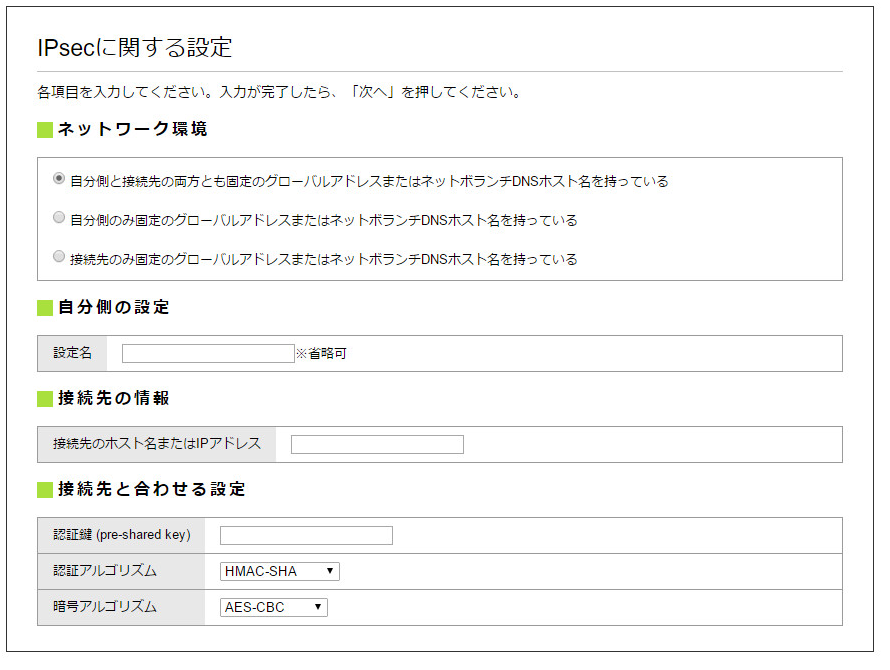 IPsecに関する設定
各項目を入力してください。入力が完了したら、「次へ」を押してください。
ネットワーク環境
自分側と接続先の両方とも固定のグローバルアドレスまたはネットボランチDNSホスト名を持っている
自分側のみ固定のグローバルアドレスまたはネットボランチDNSホスト名を持っている
接続先のみ固定のグローバルアドレスまたはネットボランチDNSホスト名を持っている
自分側の設定
設定名 ※省略可
接続先の情報
接続先のホスト名またはIPアドレス
接続先と合わせる設定
認証鍵 (pre-shared key)
認証アルゴリズム HMAC-SHA
暗号アルゴリズム AES-CBC